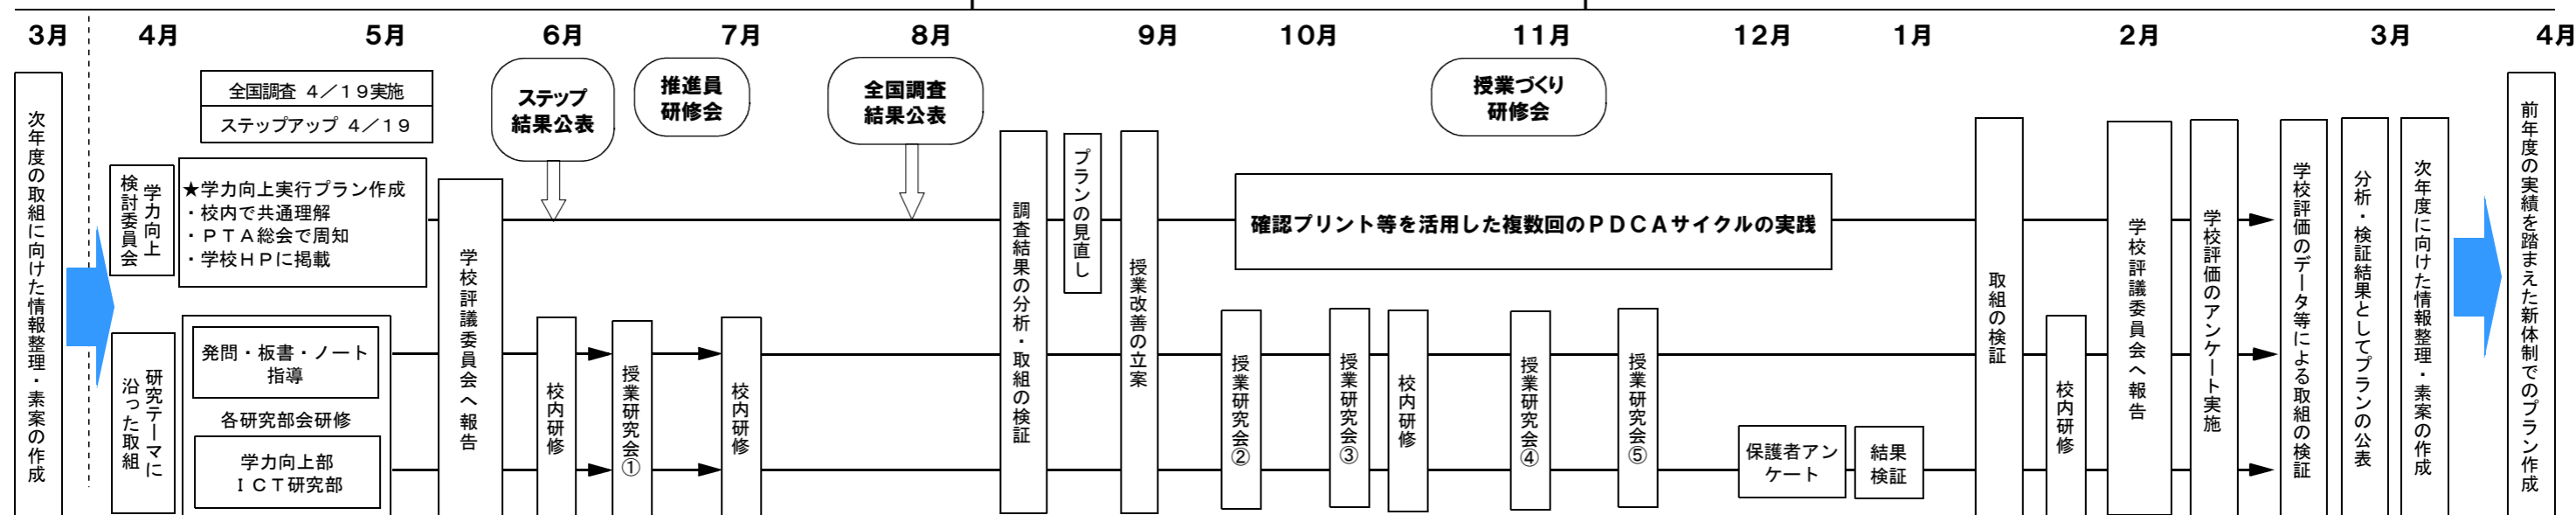 3月
4月
5月
6月
7月
8月
9月
10月
11月
12月
1月
2月
3月
4月
次年度の取組に向けた情報整理・素案の作成
全国調査 4／19実施
ステップアップ 4／19
学力向上
検討委員会
★学力向上実行プラン作成
・校内で共通理解
・ＰＴＡ総会で周知
・学校ＨＰに掲載
研究テーマに
沿った取組
発問・板書・ノート
指導
各研究部会研修
学力向上部
ＩＣＴ研究部
学校評議委員会へ報告
ステップ
結果公表
校内研修
授業研究会①
推進員
研修会
校内研修
全国調査
結果公表
調査結果の分析・取組の検証
プランの見直し
授業改善の立案
確認プリント等を活用した複数回のＰＤＣＡサイクルの実践
授業研究会②
授業研究会③
校内研修
授業づくり
研修会
授業研究会④
授業研究会⑤
保護者アン
ケート
結果
検証
取組の検証
校内研修
学校評議委員会へ報告
学校評価のアンケート実施
学校評価のデータ等による取組の検証
分析・検証結果としてプランの公表
次年度に向けた情報整理・素案の作成
前年度の実績を踏まえた新体制でのプラン作成